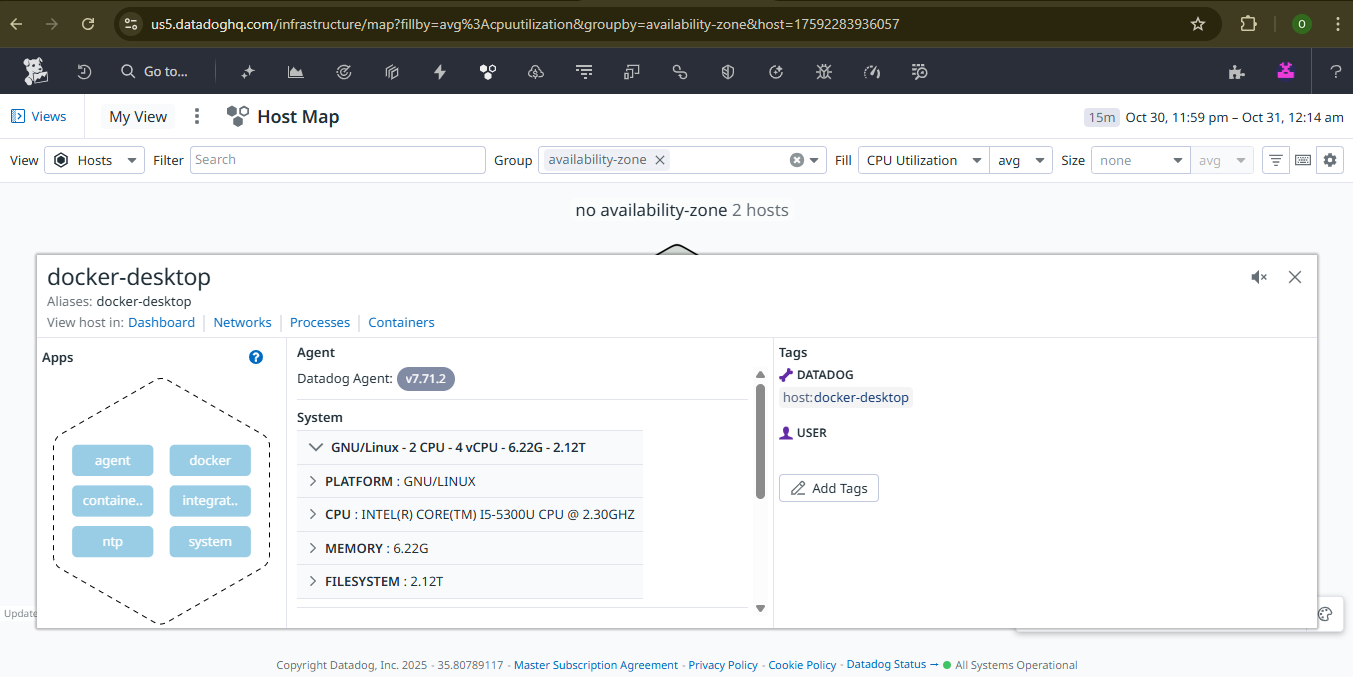 us5.datadoghq.com/infrastructure/map?fillby=avg%3Acpuutilization&groupby=availability-zone&host=17592283936057
O
Go to...
?
Views
My View
Host Map
15m Oct 30, 11:59 pm – Oct 31, 12:14 am
View Hosts Filter Search Group availability-zone Fill CPU Utilization avg Size none avg
no availability-zone 2 hosts
docker-desktop
Aliases: docker-desktop
View host in: Dashboard Networks Processes Containers
Apps ?
agent docker
containe.. integrat..
ntp system
Agent
Datadog Agent: v7.71.2
System
GNU/Linux - 2 CPU - 4 vCPU - 6.22G - 2.12T
PLATFORM : GNU/LINUX
CPU : INTEL(R) CORE(TM) I5-5300U CPU @ 2.30GHZ
MEMORY : 6.22G
FILESYSTEM : 2.12T
Tags
DATADOG
host:docker-desktop
USER
Add Tags
Update
Copyright Datadog, Inc. 2025 - 35.80789117 - Master Subscription Agreement - Privacy Policy - Cookie Policy - Datadog Status → All Systems Operational